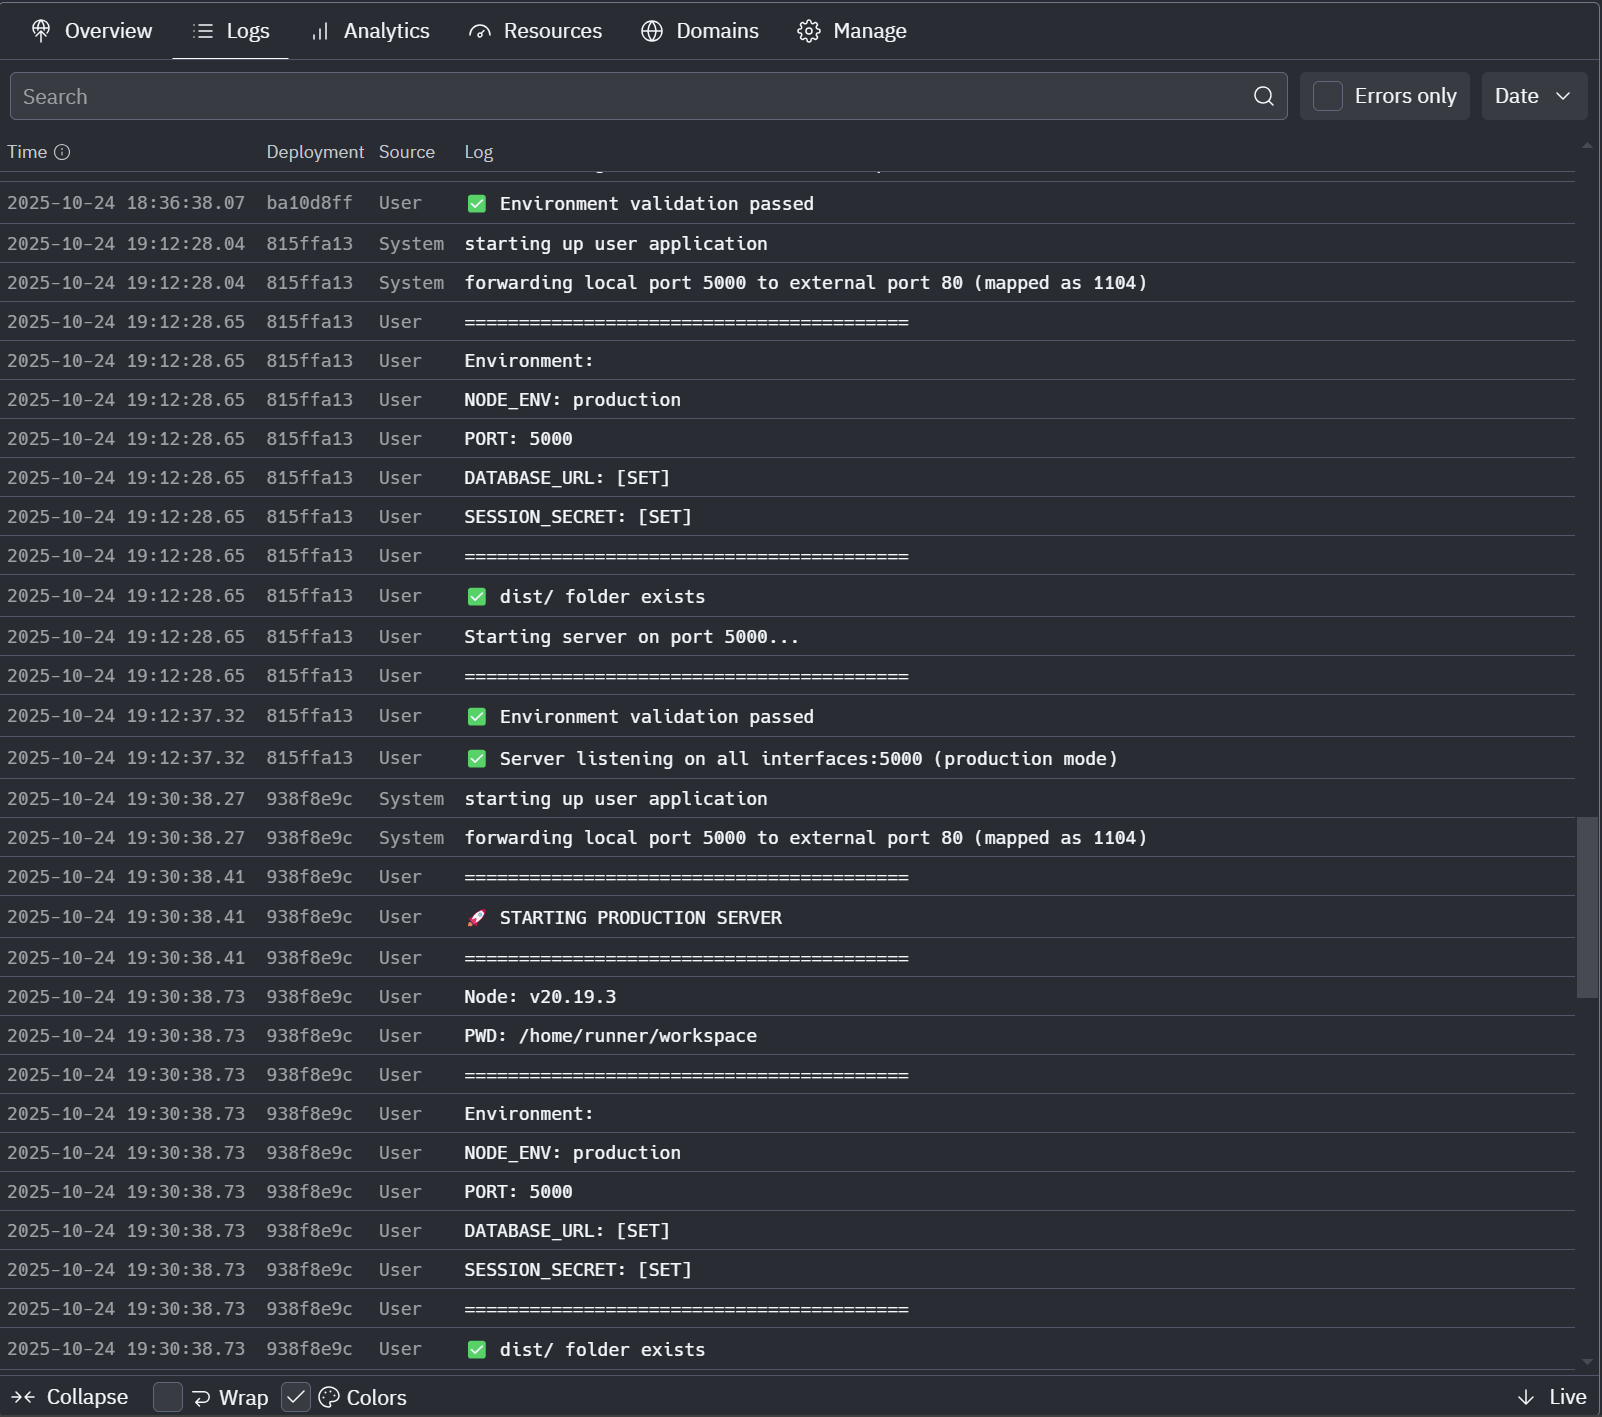 Overview Logs Analytics Resources Domains Manage
Search Errors only Date
Time Deployment Source Log
2025-10-24 18:36:38.07 ba10d8ff User ✅ Environment validation passed
2025-10-24 19:12:28.04 815ffa13 System starting up user application
2025-10-24 19:12:28.04 815ffa13 System forwarding local port 5000 to external port 80 (mapped as 1104)
2025-10-24 19:12:28.65 815ffa13 User =========================================
2025-10-24 19:12:28.65 815ffa13 User Environment:
2025-10-24 19:12:28.65 815ffa13 User NODE_ENV: production
2025-10-24 19:12:28.65 815ffa13 User PORT: 5000
2025-10-24 19:12:28.65 815ffa13 User DATABASE_URL: [SET]
2025-10-24 19:12:28.65 815ffa13 User SESSION_SECRET: [SET]
2025-10-24 19:12:28.65 815ffa13 User =========================================
2025-10-24 19:12:28.65 815ffa13 User ✅ dist/ folder exists
2025-10-24 19:12:28.65 815ffa13 User Starting server on port 5000...
2025-10-24 19:12:28.65 815ffa13 User =========================================
2025-10-24 19:12:37.32 815ffa13 User ✅ Environment validation passed
2025-10-24 19:12:37.32 815ffa13 User ✅ Server listening on all interfaces:5000 (production mode)
2025-10-24 19:30:38.27 938f8e9c System starting up user application
2025-10-24 19:30:38.27 938f8e9c System forwarding local port 5000 to external port 80 (mapped as 1104)
2025-10-24 19:30:38.41 938f8e9c User =========================================
2025-10-24 19:30:38.41 938f8e9c User 🚀 STARTING PRODUCTION SERVER
2025-10-24 19:30:38.41 938f8e9c User =========================================
2025-10-24 19:30:38.73 938f8e9c User Node: v20.19.3
2025-10-24 19:30:38.73 938f8e9c User PWD: /home/runner/workspace
2025-10-24 19:30:38.73 938f8e9c User =========================================
2025-10-24 19:30:38.73 938f8e9c User Environment:
2025-10-24 19:30:38.73 938f8e9c User NODE_ENV: production
2025-10-24 19:30:38.73 938f8e9c User PORT: 5000
2025-10-24 19:30:38.73 938f8e9c User DATABASE_URL: [SET]
2025-10-24 19:30:38.73 938f8e9c User SESSION_SECRET: [SET]
2025-10-24 19:30:38.73 938f8e9c User =========================================
2025-10-24 19:30:38.73 938f8e9c User ✅ dist/ folder exists
Collapse Wrap Colors Live